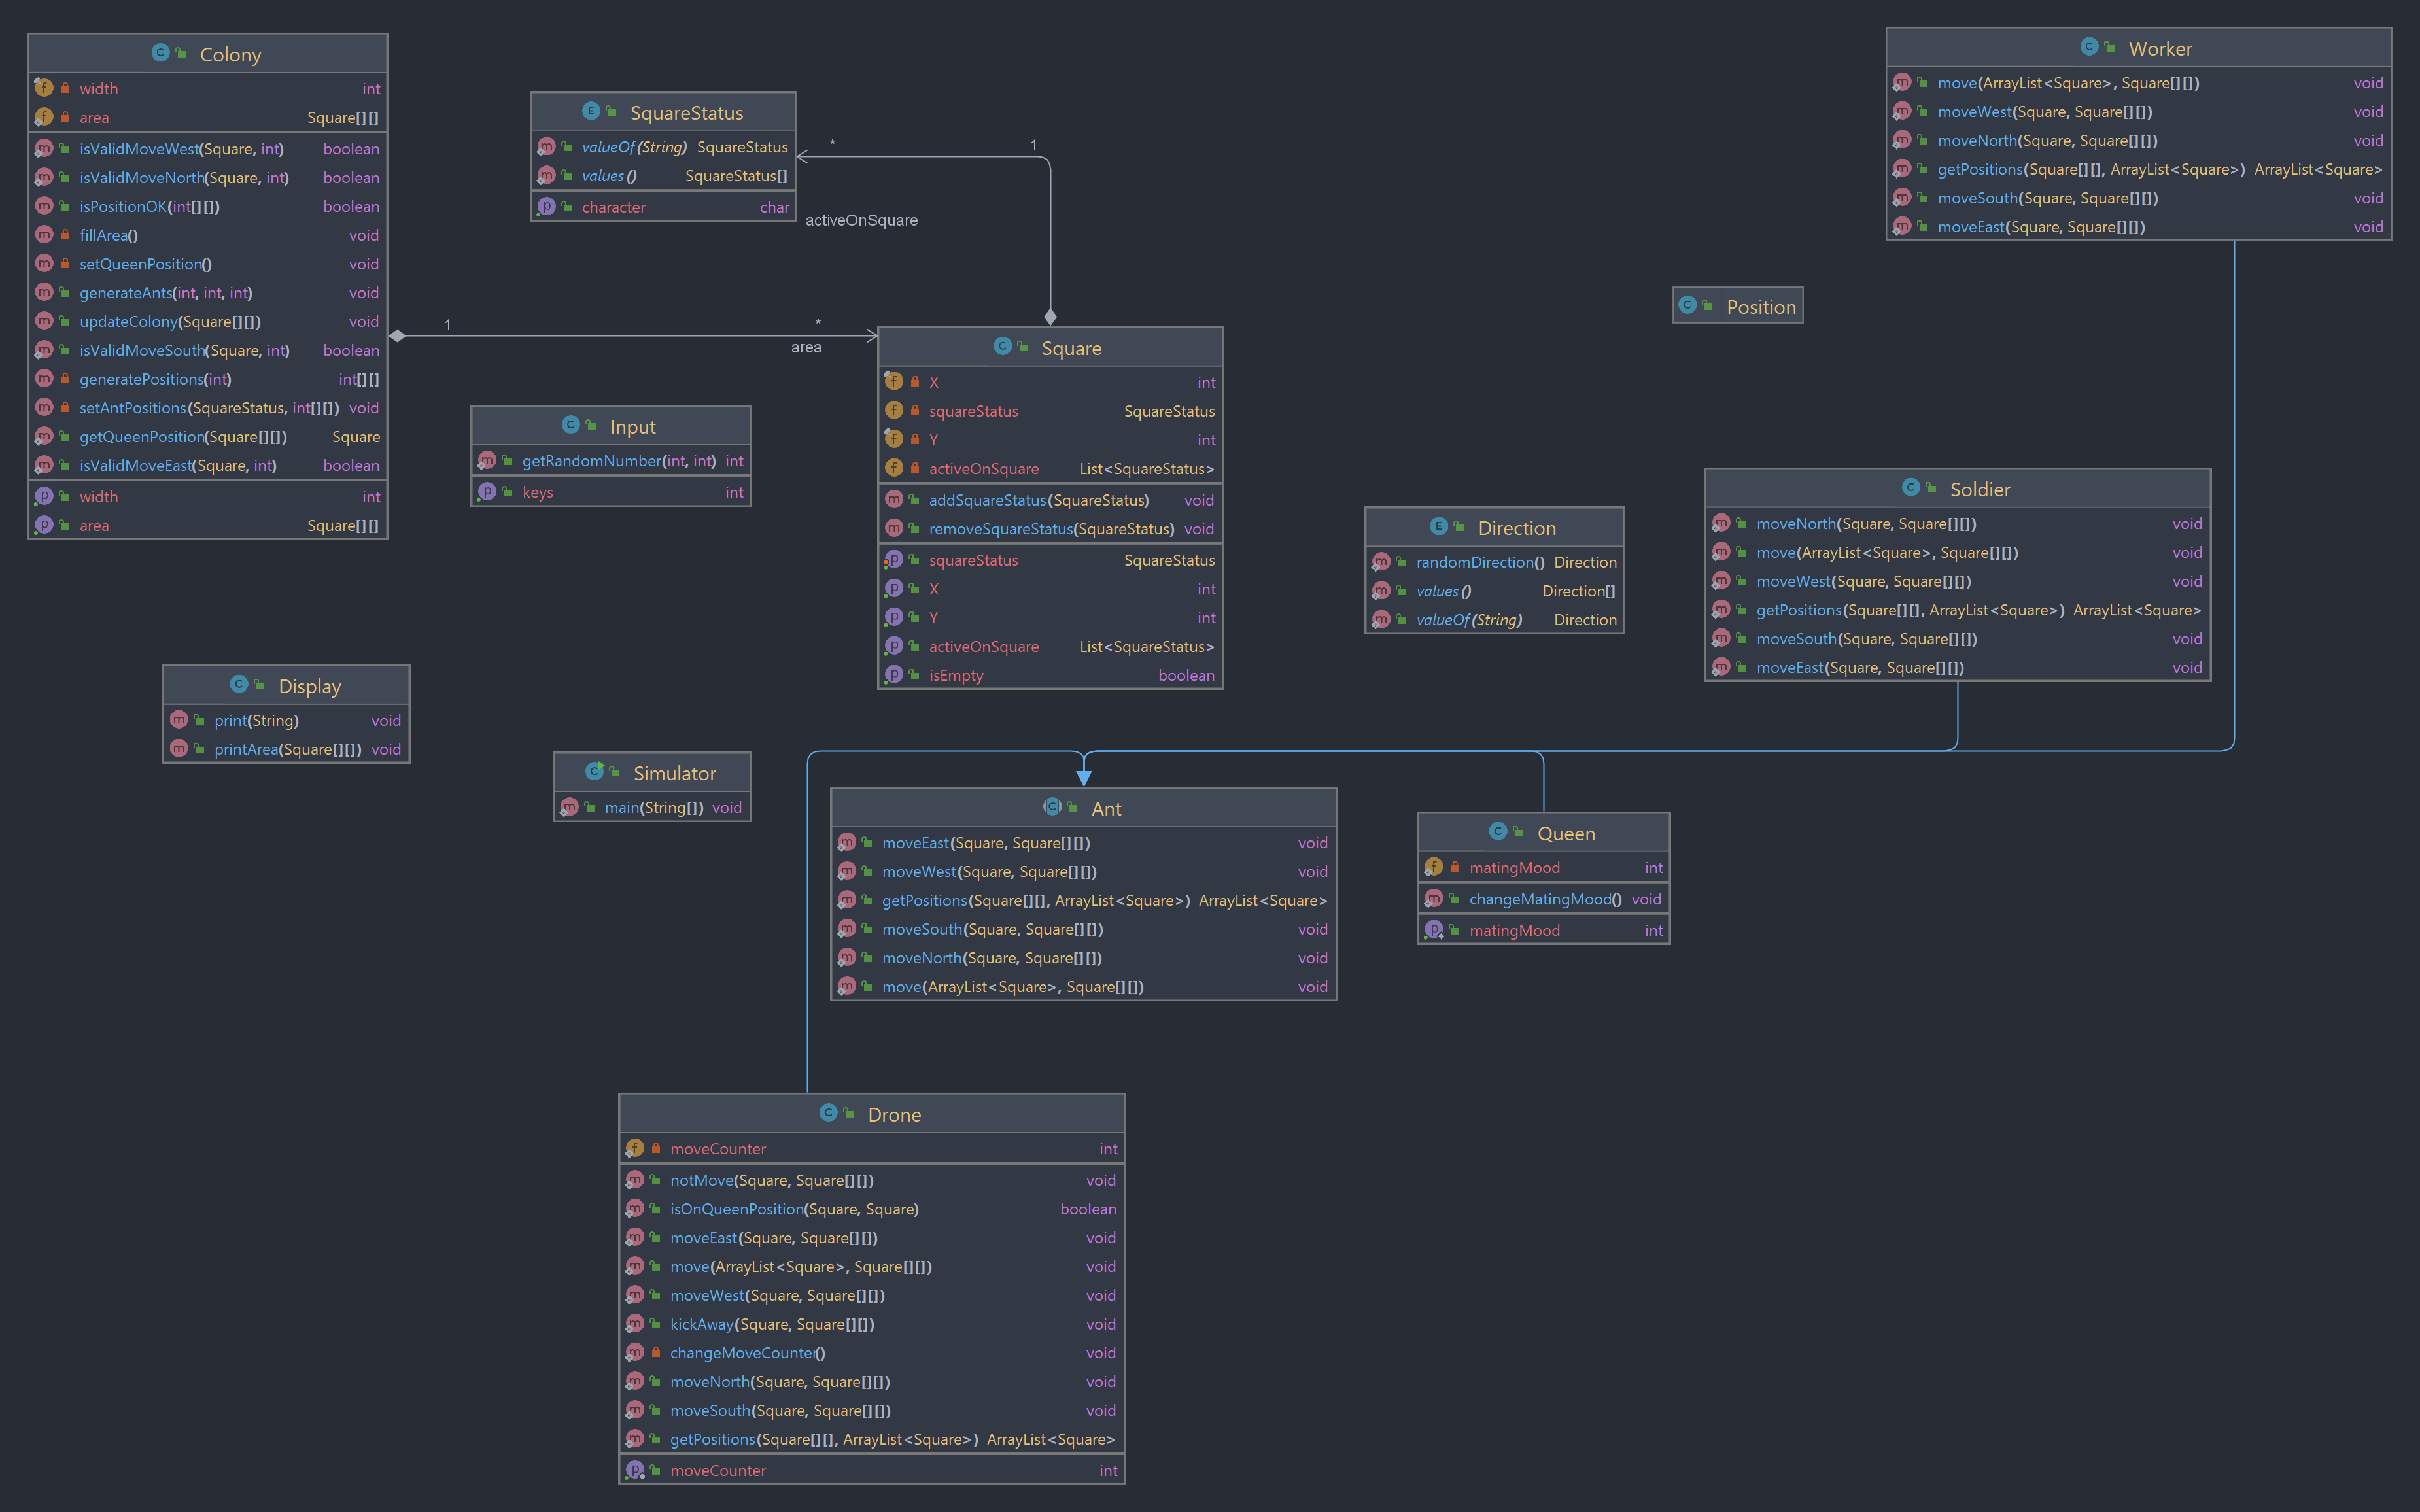 Colony
width int
area Square[][]
isValidMoveWest(Square, int) boolean
isValidMoveNorth(Square, int) boolean
isPositionOK(int[][]) boolean
fillArea() void
setQueenPosition() void
generateAnts(int, int, int) void
updateColony(Square[][]) void
isValidMoveSouth(Square, int) boolean
generatePositions(int) int[][]
setAntPositions(SquareStatus, int[][]) void
getQueenPosition(Square[][]) Square
isValidMoveEast(Square, int) boolean
width int
area Square[][]
SquareStatus
valueOf(String) SquareStatus
values() SquareStatus[]
character char
* 1
activeOnSquare
1 *
area
Worker
move(ArrayList<Square>, Square[][]) void
moveWest(Square, Square[][]) void
moveNorth(Square, Square[][]) void
getPositions(Square[][], ArrayList<Square>) ArrayList<Square>
moveSouth(Square, Square[][]) void
moveEast(Square, Square[][]) void
Position
Square
X int
squareStatus SquareStatus
Y int
activeOnSquare List<SquareStatus>
addSquareStatus(SquareStatus) void
removeSquareStatus(SquareStatus) void
squareStatus SquareStatus
X int
Y int
activeOnSquare List<SquareStatus>
isEmpty boolean
Input
getRandomNumber(int, int) int
keys int
Direction
randomDirection() Direction
values() Direction[]
valueOf(String) Direction
Soldier
moveNorth(Square, Square[][]) void
move(ArrayList<Square>, Square[][]) void
moveWest(Square, Square[][]) void
getPositions(Square[][], ArrayList<Square>) ArrayList<Square>
moveSouth(Square, Square[][]) void
moveEast(Square, Square[][]) void
Display
print(String) void
printArea(Square[][]) void
Simulator
main(String[]) void
Ant
moveEast(Square, Square[][]) void
moveWest(Square, Square[][]) void
getPositions(Square[][], ArrayList<Square>) ArrayList<Square>
moveSouth(Square, Square[][]) void
moveNorth(Square, Square[][]) void
move(ArrayList<Square>, Square[][]) void
Queen
matingMood int
changeMatingMood() void
matingMood int
Drone
moveCounter int
notMove(Square, Square[][]) void
isOnQueenPosition(Square, Square) boolean
moveEast(Square, Square[][]) void
move(ArrayList<Square>, Square[][]) void
moveWest(Square, Square[][]) void
kickAway(Square, Square[][]) void
changeMoveCounter() void
moveNorth(Square, Square[][]) void
moveSouth(Square, Square[][]) void
getPositions(Square[][], ArrayList<Square>) ArrayList<Square>
moveCounter int